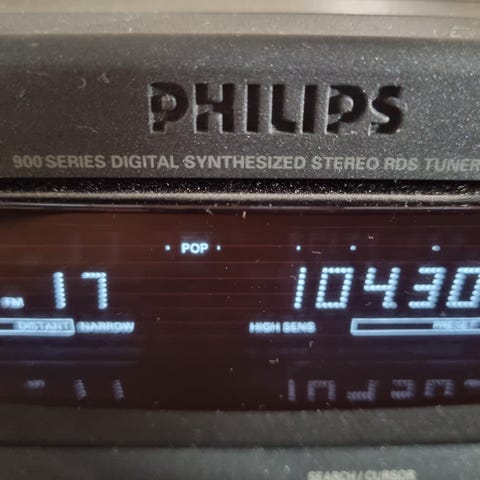 PHILIPS
900 SERIES DIGITAL SYNTHESIZED STEREO RDS TUNER
POP
FM 17 10430
DISTANT NARROW HIGH SENS PRESET
SEARCH / CURSOR